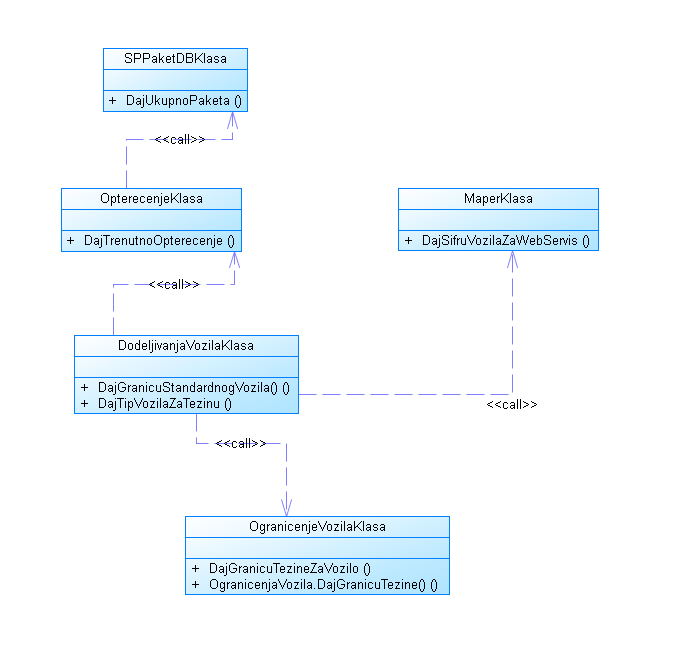 SPPaketDBKlasa
+ DajUkupnoPaketa ()
<<call>>
OpterecenjeKlasa
+ DajTrenutnoOpterecenje ()
MaperKlasa
+ DajSifruVozilaZaWebServis ()
<<call>>
DodeljivanjaVozilaKlasa
+ DajGranicuStandardnogVozila() ()
+ DajTipVozilaZaTezinu ()
<<call>>
<<call>>
OgranicenjeVozilaKlasa
+ DajGranicuTezineZaVozilo ()
+ OgranicenjaVozila.DajGranicuTezine() ()